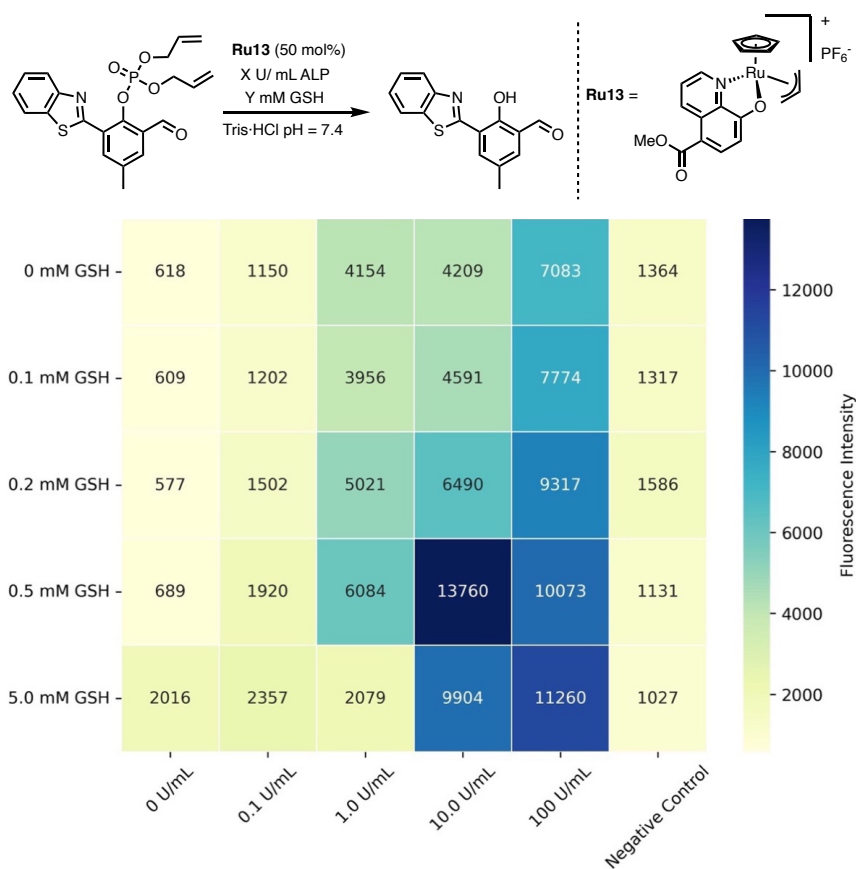 Ru13 (50 mol%)
X U/ mL ALP
Y mM GSH
Tris·HCl pH = 7.4
O
O
P
O
O
N
S
O
N
S
OH
O
Ru13 =
+
PF6-
Ru
N
O
MeO
O
0 mM GSH 618 1150 4154 4209 7083 1364
0.1 mM GSH 609 1202 3956 4591 7774 1317
0.2 mM GSH 577 1502 5021 6490 9317 1586
0.5 mM GSH 689 1920 6084 13760 10073 1131
5.0 mM GSH 2016 2357 2079 9904 11260 1027
0 U/mL
0.1 U/mL
1.0 U/mL
10.0 U/mL
100 U/mL
Negative Control
12000
10000
8000
6000
4000
2000
Fluorescence Intensity